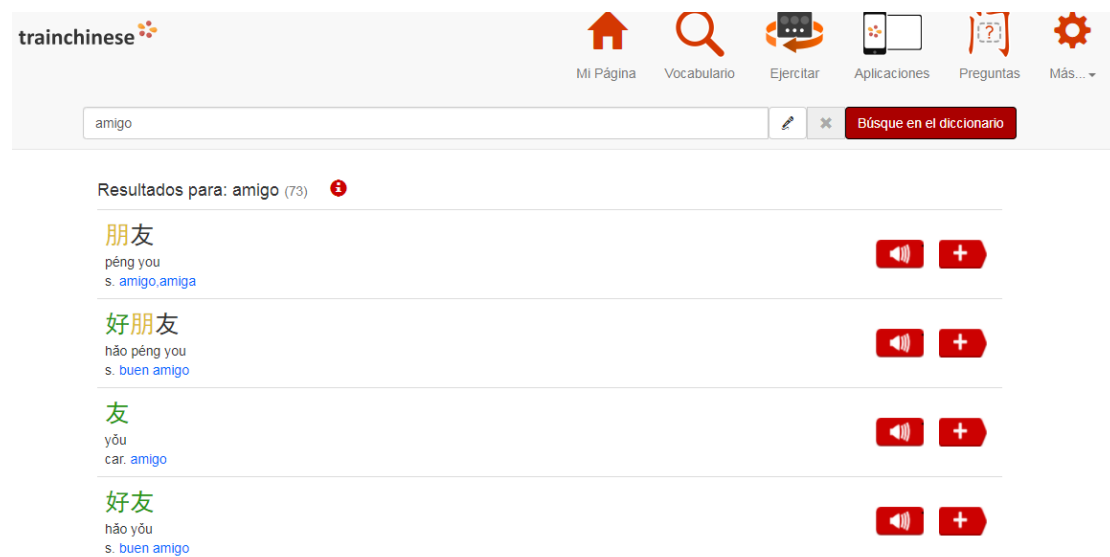 trainchinese
Mi Página Vocabulario Ejercitar Aplicaciones Preguntas Más...
amigo Búsque en el diccionario
Resultados para: amigo (73)
朋友
péng you
s. amigo,amiga
好朋友
hǎo péng you
s. buen amigo
友
yǒu
car. amigo
好友
hǎo yǒu
s. buen amigo